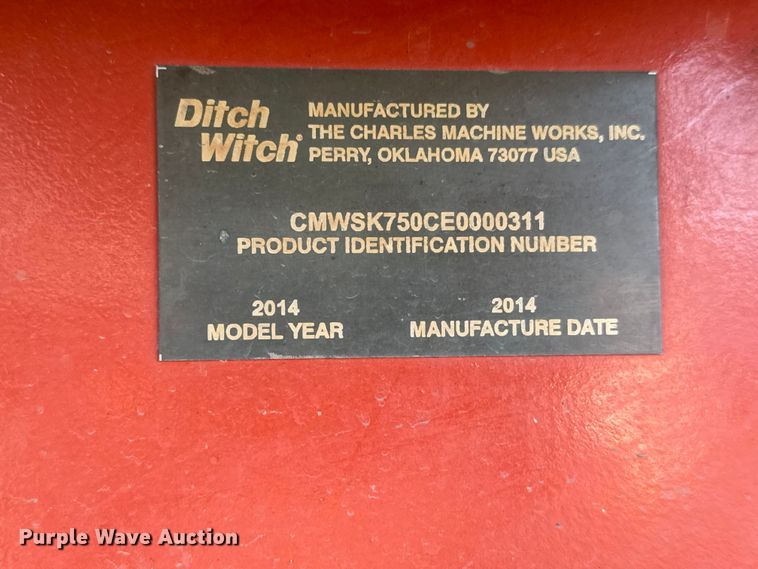 Ditch
Witch®
MANUFACTURED BY
THE CHARLES MACHINE WORKS, INC.
PERRY, OKLAHOMA 73077 USA
CMWSK750CE0000311
PRODUCT IDENTIFICATION NUMBER
2014
MODEL YEAR
2014
MANUFACTURE DATE
Purple Wave Auction